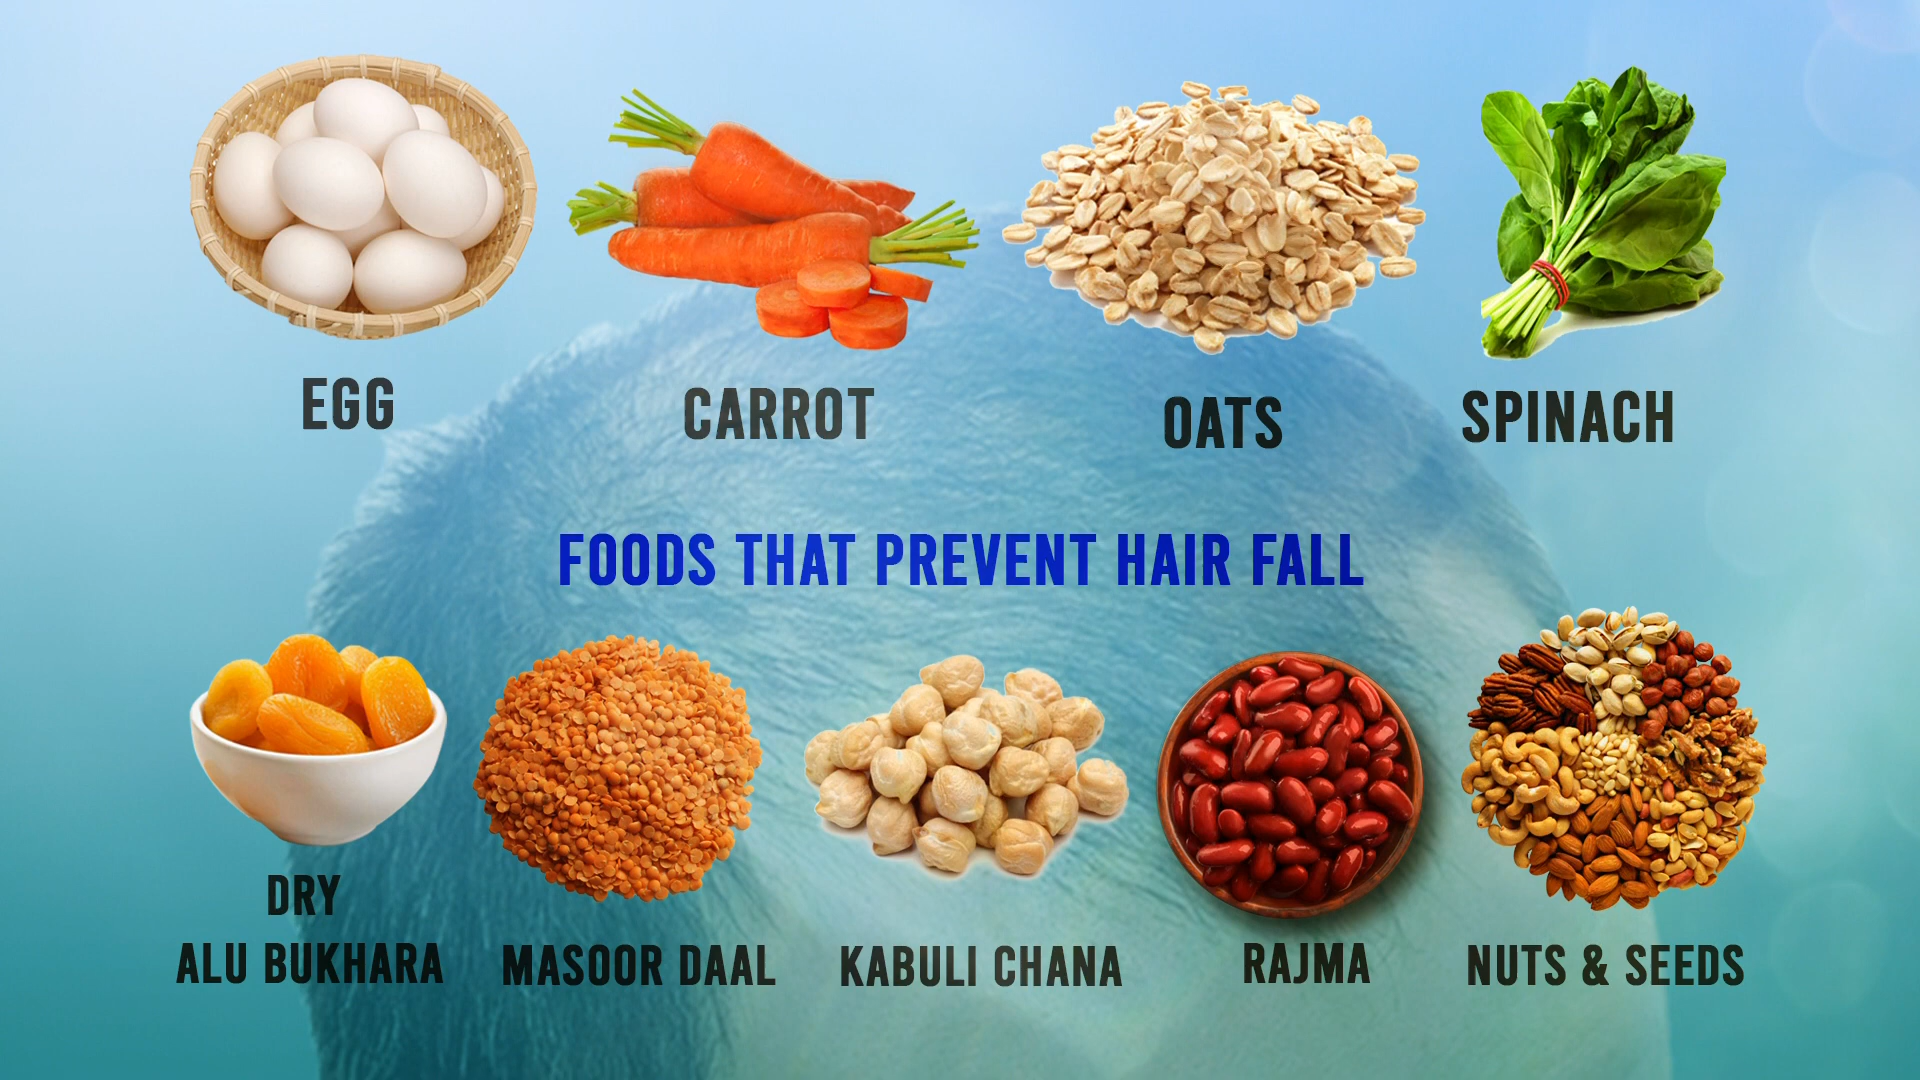 EGG
CARROT
OATS
SPINACH
FOODS THAT PREVENT HAIR FALL
DRY
ALU BUKHARA
MASOOR DAAL
KABULI CHANA
RAJMA
NUTS & SEEDS